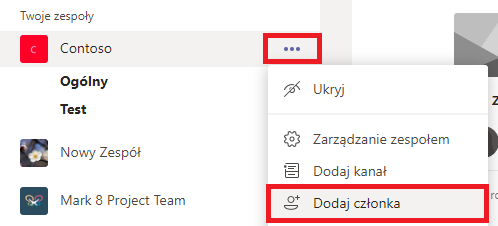 Twoje zespoły
C Contoso
Ogólny
Test
Nowy Zespół
Mark 8 Project Team
Ukryj
Zarządzanie zespołem
Dodaj kanał
Dodaj członka